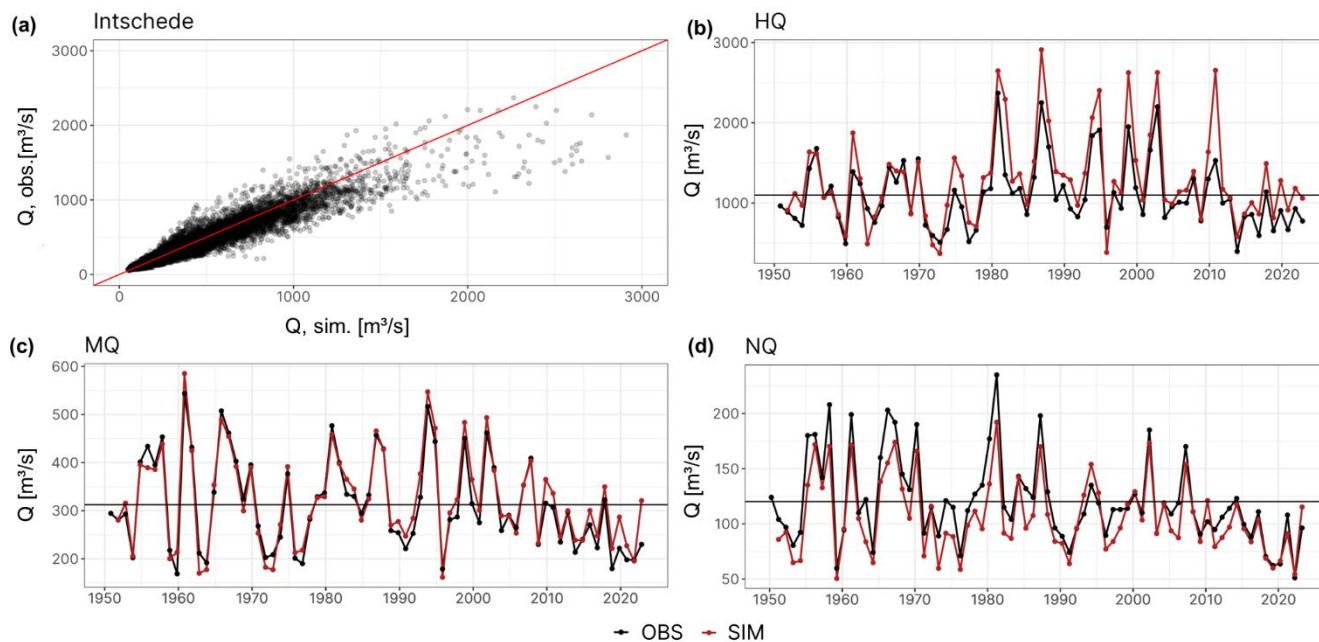 (a) Intschede
3000
2000
1000
0
Q, obs.[m³/s]
0 1000 2000 3000
Q, sim. [m³/s]
(b) HQ
3000
2000
1000
Q [m³/s]
1950 1960 1970 1980 1990 2000 2010 2020
(c) MQ
600
500
400
300
200
Q [m³/s]
1950 1960 1970 1980 1990 2000 2010 2020
(d) NQ
200
150
100
50
Q [m³/s]
1950 1960 1970 1980 1990 2000 2010 2020
OBS SIM